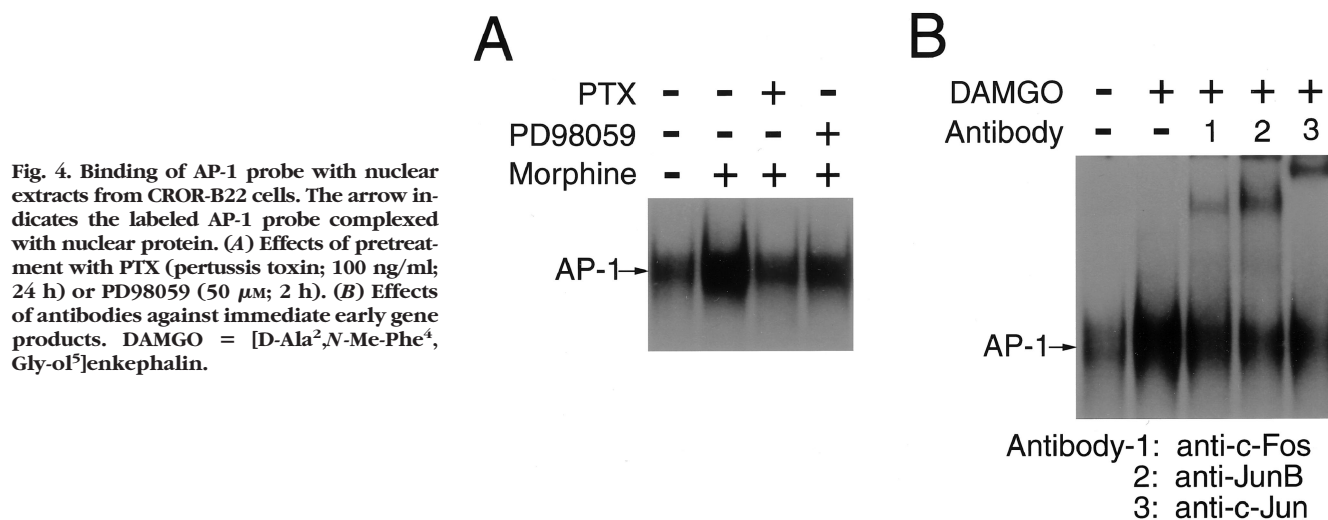 Fig. 4. Binding of AP-1 probe with nuclear
extracts from CROR-B22 cells. The arrow in-
dicates the labeled AP-1 probe complexed
with nuclear protein. (A) Effects of pretreat-
ment with PTX (pertussis toxin; 100 ng/ml;
24 h) or PD98059 (50 μM; 2 h). (B) Effects
of antibodies against immediate early gene
products. DAMGO = [D-Ala²,N-Me-Phe⁴,
Gly-ol⁵]enkephalin.
A
PTX - - + -
PD98059 - - - +
Morphine - + + +
AP-1→
B
DAMGO - + + + +
Antibody - - 1 2 3
AP-1→
Antibody-1: anti-c-Fos
2: anti-JunB
3: anti-c-Jun